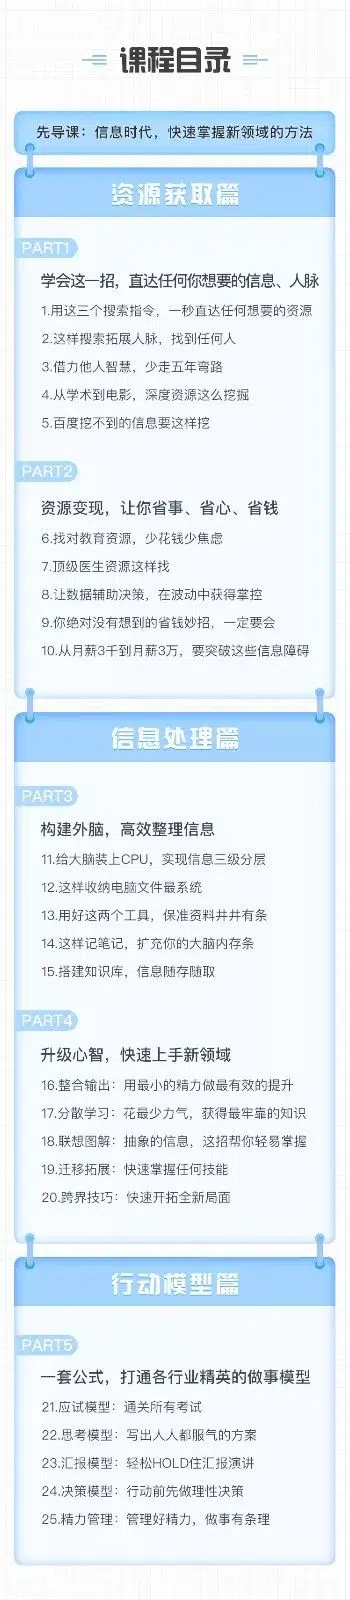 课程目录
先导课：信息时代，快速掌握新领域的方法
资源获取篇
PART1
学会这一招，直达任何你想要的信息、人脉
1.用这三个搜索指令，一秒直达任何想要的资源
2.这样搜索拓展人脉，找到任何人
3.借力他人智慧，少走五年弯路
4.从学术到电影，深度资源这么挖掘
5.百度挖不到的信息要这样挖
PART2
资源变现，让你省事、省心、省钱
6.找对教育资源，少花钱少焦虑
7.顶级医生资源这样找
8.让数据辅助决策，在波动中获得掌控
9.你绝对没有想到的省钱妙招，一定要会
10.从月薪3千到月薪3万，要突破这些信息障碍
信息处理篇
PART3
构建外脑，高效整理信息
11.给大脑装上CPU，实现信息三级分层
12.这样收纳电脑文件最系统
13.用好这两个工具，保准资料井井有条
14.这样记笔记，扩充你的大脑内存条
15.搭建知识库，信息随存随取
PART4
升级心智，快速上手新领域
16.整合输出：用最小的精力做最有效的提升
17.分散学习：花最少力气，获得最牢靠的知识
18.联想图解：抽象的信息，这招帮你轻易掌握
19.迁移拓展：快速掌握任何技能
20.跨界技巧：快速开拓全新局面
行动模型篇
PART5
一套公式，打通各行业精英的做事模型
21.应试模型：通关所有考试
22.思考模型：写出人人都服气的方案
23.汇报模型：轻松HOLD住汇报演讲
24.决策模型：行动前先做理性决策
25.精力管理：管理好精力，做事有条理